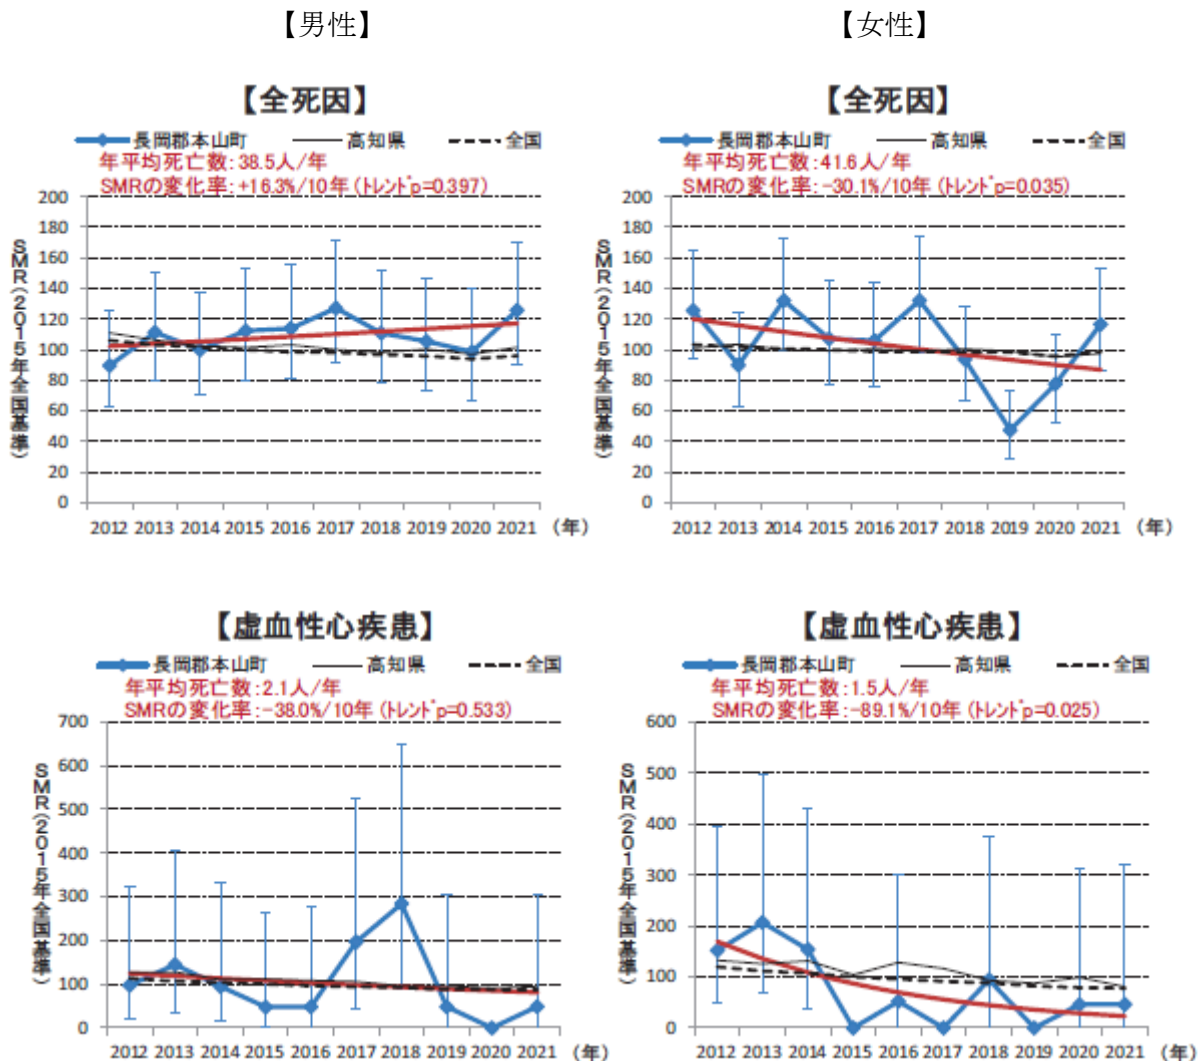 【男性】
【女性】
【全死因】
長岡郡本山町 高知県 全国
年平均死亡数:38.5人/年
SMRの変化率:+16.3%/10年(トレンドp=0.397)
SMR(2015年全国基準)
200
180
160
140
120
100
80
60
40
20
0
2012 2013 2014 2015 2016 2017 2018 2019 2020 2021 (年)
【全死因】
長岡郡本山町 高知県 全国
年平均死亡数:41.6人/年
SMRの変化率:-30.1%/10年(トレンドp=0.035)
SMR(2015年全国基準)
200
180
160
140
120
100
80
60
40
20
0
2012 2013 2014 2015 2016 2017 2018 2019 2020 2021 (年)
【虚血性心疾患】
長岡郡本山町 高知県 全国
年平均死亡数:2.1人/年
SMRの変化率:-38.0%/10年(トレンドp=0.533)
SMR(2015年全国基準)
700
600
500
400
300
200
100
0
2012 2013 2014 2015 2016 2017 2018 2019 2020 2021 (年)
【虚血性心疾患】
長岡郡本山町 高知県 全国
年平均死亡数:1.5人/年
SMRの変化率:-89.1%/10年(トレンドp=0.025)
SMR(2015年全国基準)
600
500
400
300
200
100
0
2012 2013 2014 2015 2016 2017 2018 2019 2020 2021 (年)